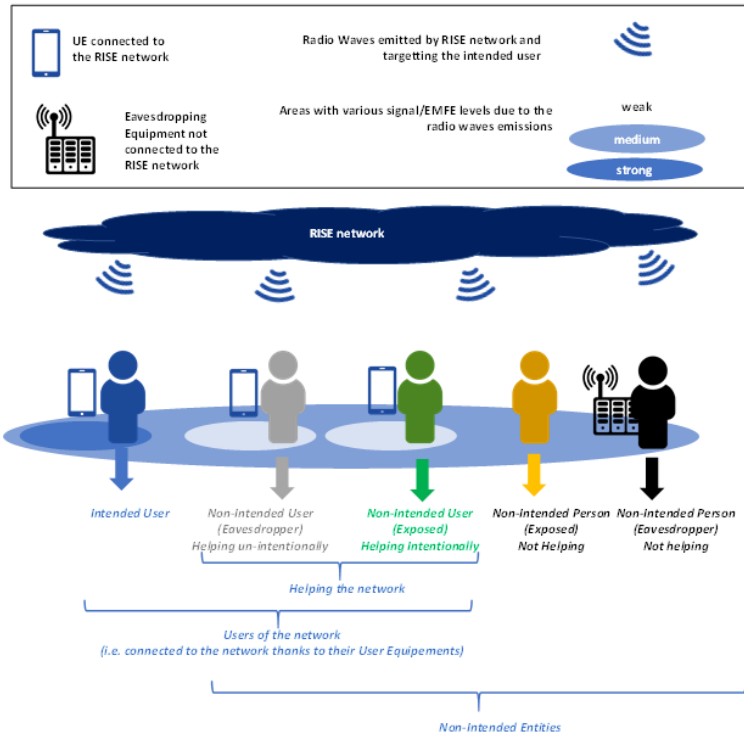 UE connected to
the RISE network
Radio Waves emitted by RISE network and
targetting the intended user
Eavesdropping
Equipment not
connected to the
RISE network
Areas with various signal/EMFE levels due to the
radio waves emissions
weak
medium
strong
RISE network
Intended User
Non-Intended User
(Eavesdropper)
Helping un-intentionally
Non-Intended User
(Exposed)
Helping Intentionally
Non-Intended Person
(Exposed)
Not Helping
Non-Intended Person
(Eavesdropper)
Not helping
Helping the network
Users of the network
(i.e. connected to the network thanks to their User Equipements)
Non-Intended Entities